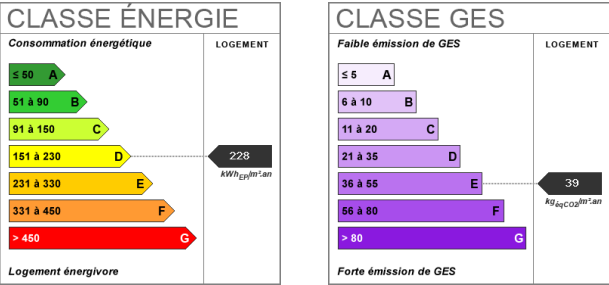 CLASSE ÉNERGIE
Consommation énergétique
LOGEMENT
≤ 50 A
51 à 90 B
91 à 150 C
151 à 230 D
228
kWhEP/m².an
231 à 330 E
331 à 450 F
> 450 G
Logement énergivore
CLASSE GES
Faible émission de GES
LOGEMENT
≤ 5 A
6 à 10 B
11 à 20 C
21 à 35 D
36 à 55 E
39
kgéqCO2/m².an
56 à 80 F
> 80 G
Forte émission de GES